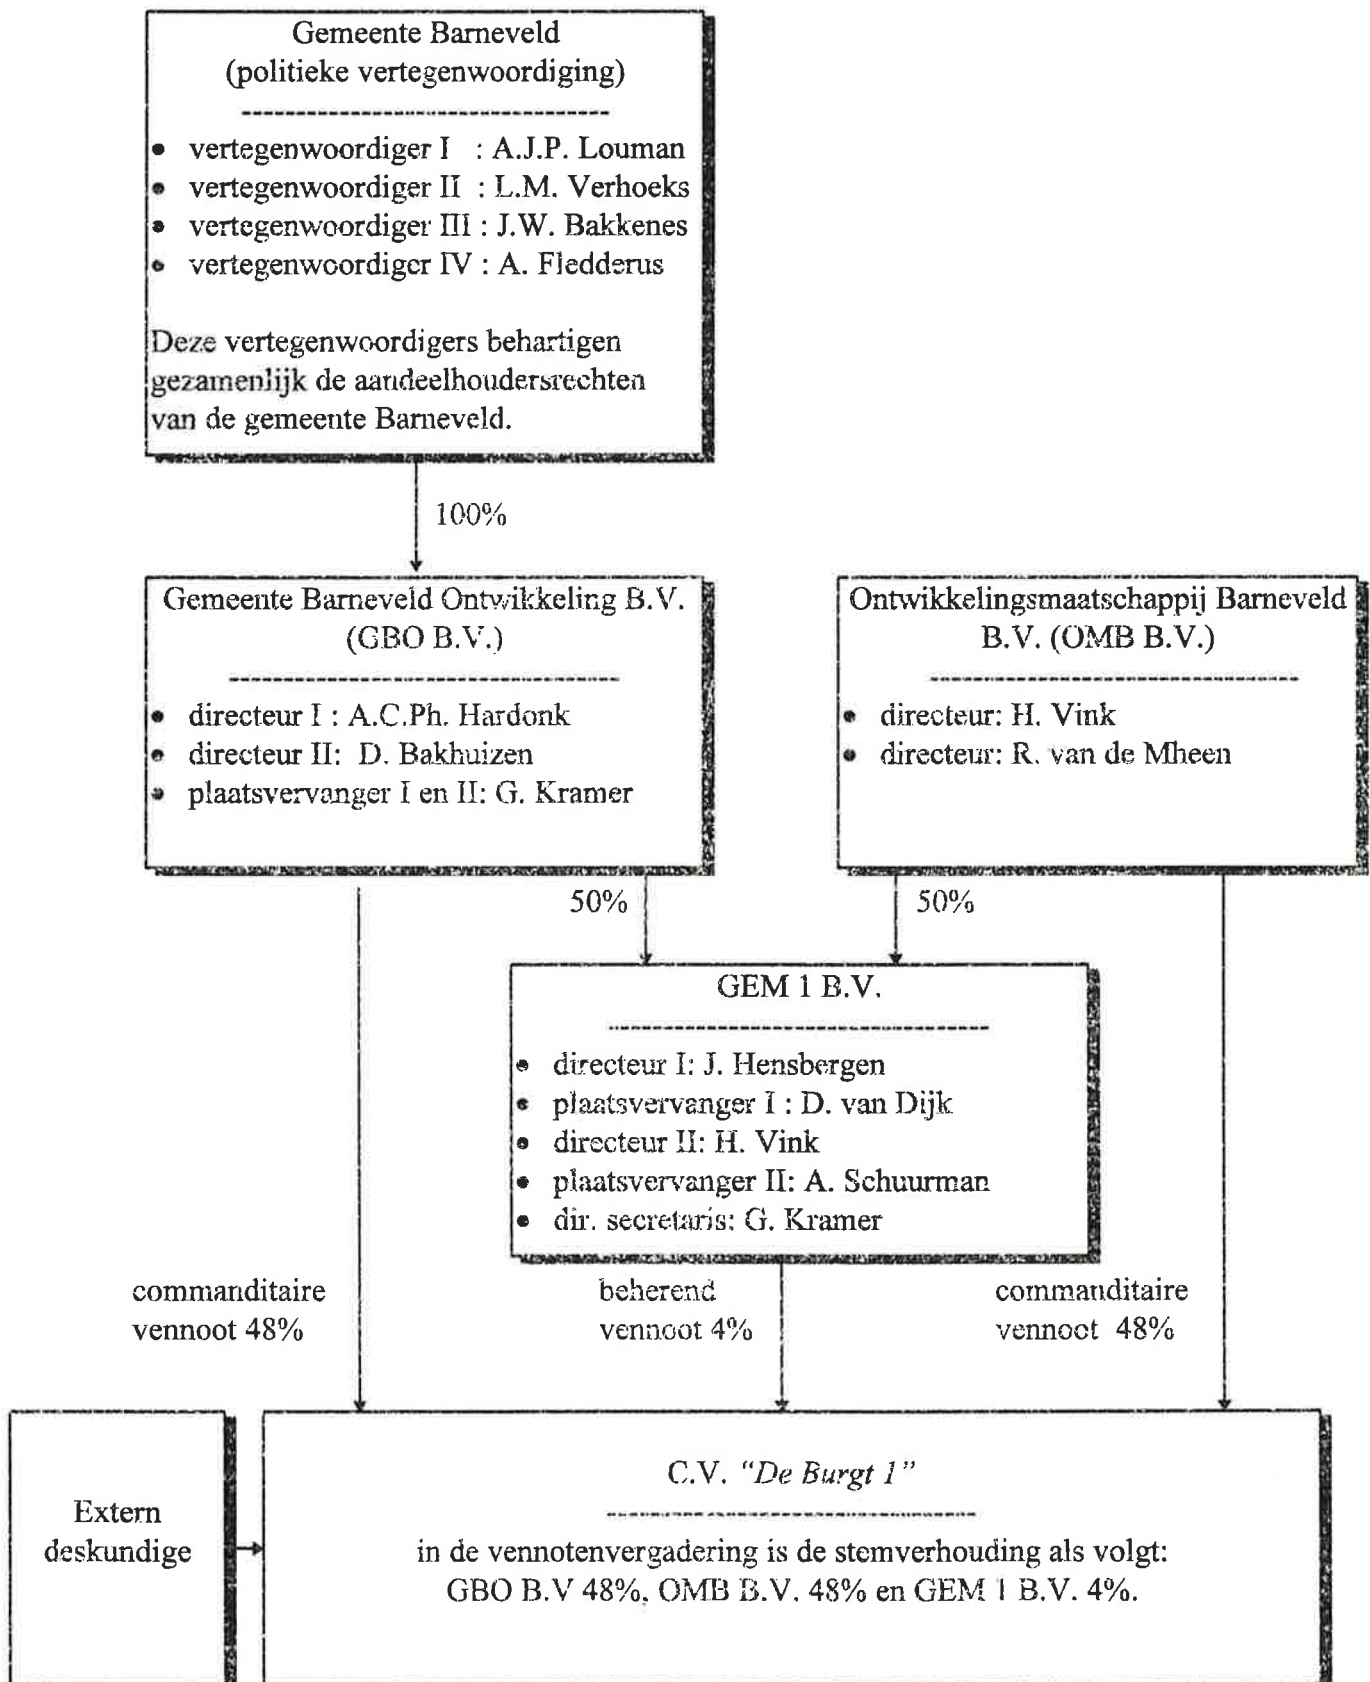 Gemeente Barneveld
(politieke vertegenwoordiging)
------------------------------------
• vertegenwoordiger I : A.J.P. Louman
• vertegenwoordiger II : L.M. Verhoeks
• vertegenwoordiger III : J.W. Bakkenes
• vertegenwoordiger IV : A. Fledderus
Deze vertegenwoordigers behartigen
gezamenlijk de aandeelhoudersrechten
van de gemeente Barneveld.
100%
Gemeente Barneveld Ontwikkeling B.V.
(GBO B.V.)
------------------------------------
• directeur I : A.C.Ph. Hardonk
• directeur II: D. Bakhuizen
• plaatsvervanger I en II: G. Kramer
Ontwikkelingsmaatschappij Barneveld
B.V. (OMB B.V.)
------------------------------------
• directeur: H. Vink
• directeur: R. van de Mheen
50%
50%
GEM 1 B.V.
------------------------------------
• directeur I: J. Hensbergen
• plaatsvervanger I : D. van Dijk
• directeur II: H. Vink
• plaatsvervanger II: A. Schuurman
• dir. secretaris: G. Kramer
commanditaire
vennoot 48%
beherend
vennoot 4%
commanditaire
vennoot 48%
Extern
deskundige
C.V. “De Burgt 1”
------------------------------------
in de vennotenvergadering is de stemverhouding als volgt:
GBO B.V 48%, OMB B.V. 48% en GEM 1 B.V. 4%.